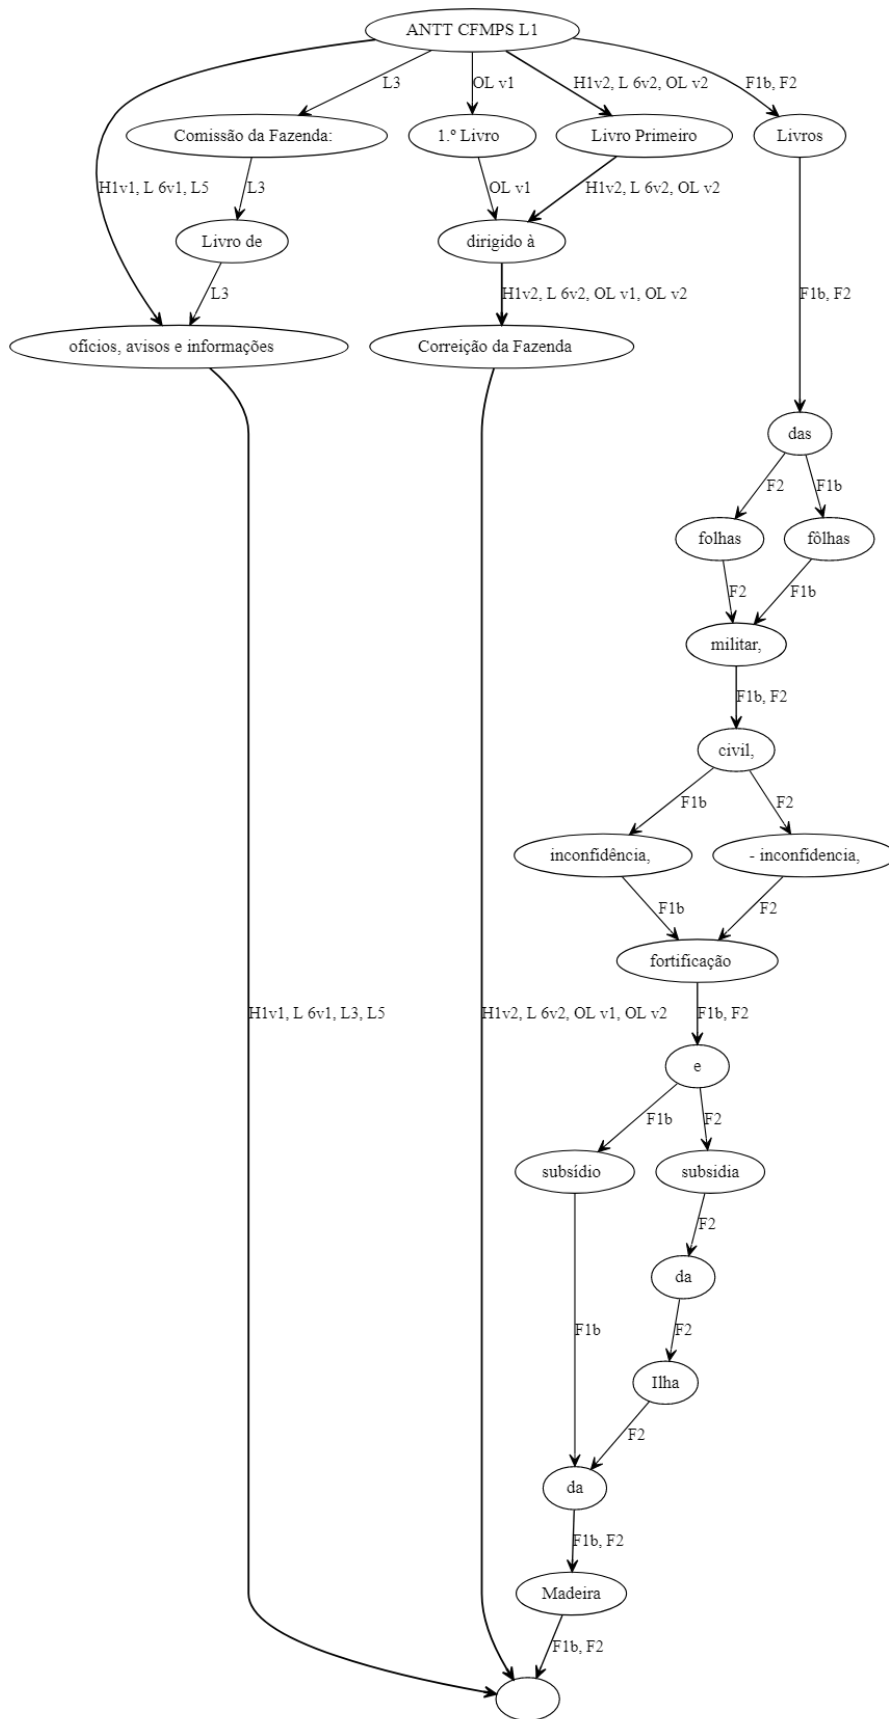 ANTT CFMPS L1
L3
OL v1
H1v2, L 6v2, OL v2
F1b, F2
Comissão da Fazenda:
1.º Livro
Livro Primeiro
Livros
H1v1, L 6v1, L5
L3
OL v1
H1v2, L 6v2, OL v2
Livro de
dirigido à
L3
H1v2, L 6v2, OL v1, OL v2
F1b, F2
ofícios, avisos e informações
Correição da Fazenda
das
F2
F1b
folhas
fôlhas
F2
F1b
militar,
F1b, F2
civil,
F1b
F2
inconfidência,
- inconfidencia,
F1b
F2
fortificação
H1v1, L 6v1, L3, L5
H1v2, L 6v2, OL v1, OL v2
F1b, F2
e
F1b
F2
subsídio
subsidia
F2
da
F1b
F2
Ilha
F2
da
F1b, F2
Madeira
F1b, F2